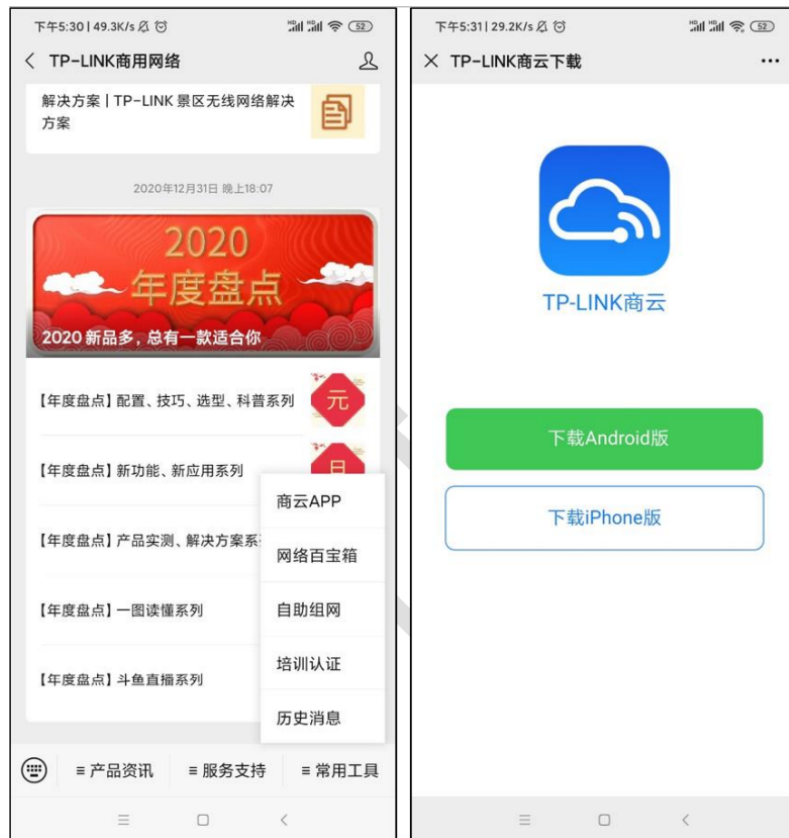 下午5:30 | 49.3K/s
52
TP-LINK商用网络
解决方案 | TP-LINK 景区无线网络解决
方案
2020年12月31日 晚上18:07
2020
年度盘点
2020 新品多，总有一款适合你
【年度盘点】配置、技巧、选型、科普系列
元
【年度盘点】新功能、新应用系列
旦
【年度盘点】产品实测、解决方案系
【年度盘点】一图读懂系列
【年度盘点】斗鱼直播系列
商云APP
网络百宝箱
自助组网
培训认证
历史消息
产品资讯
服务支持
常用工具
下午5:31 | 29.2K/s
52
TP-LINK商云下载
TP-LINK商云
下载Android版
下载iPhone版